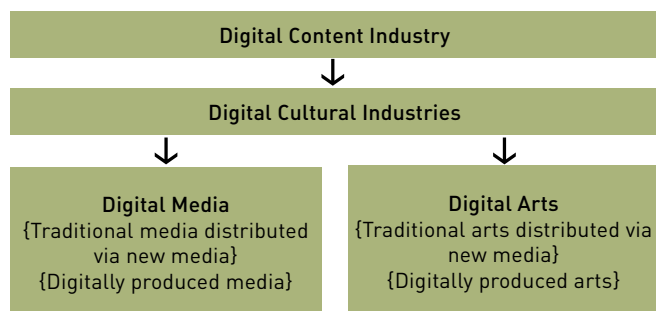 Digital Content Industry
Digital Cultural Industries
Digital Media
{Traditional media distributed
via new media}
{Digitally produced media}
Digital Arts
{Traditional arts distributed via
new media}
{Digitally produced arts}